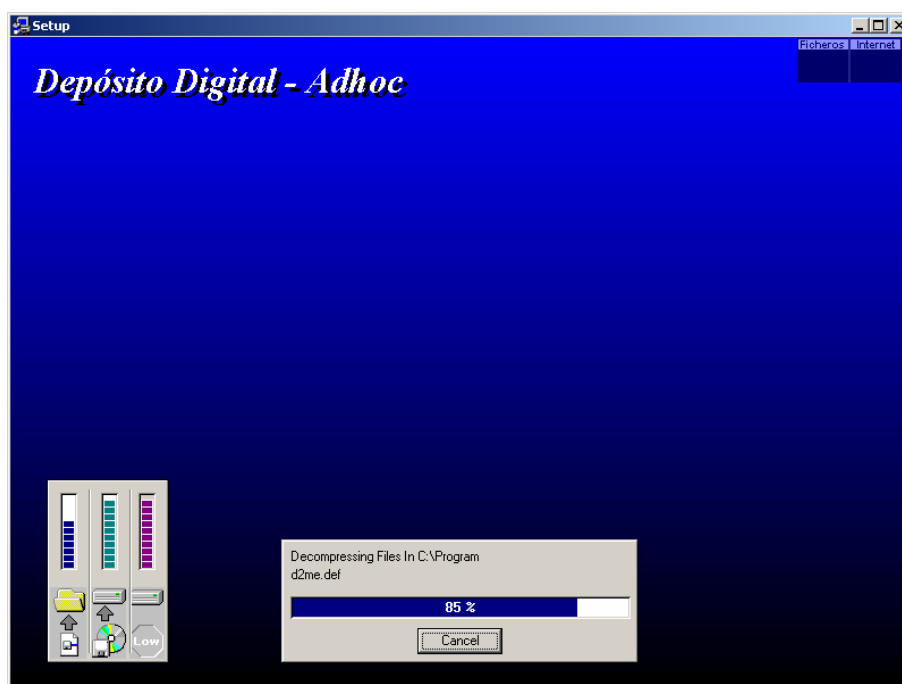 Setup
Ficheros Internet
Depósito Digital - Adhoc
Decompressing Files In C:\Program
d2me.def
85 %
Cancel
Low